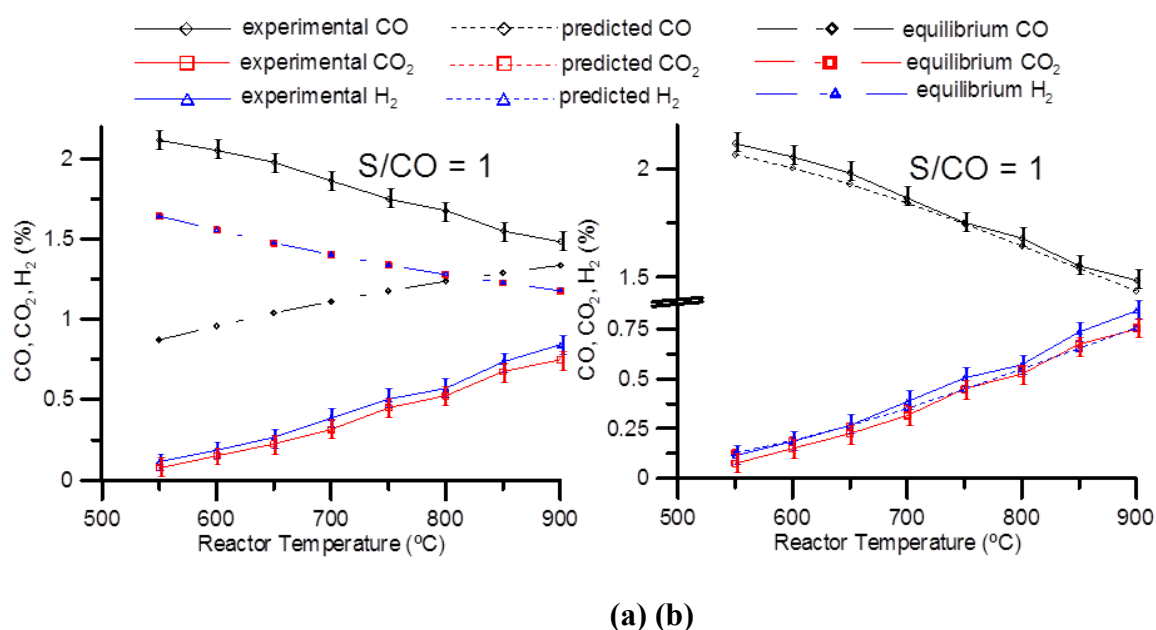 experimental CO predicted CO equilibrium CO
experimental CO₂ predicted CO₂ equilibrium CO₂
experimental H₂ predicted H₂ equilibrium H₂
S/CO = 1
CO, CO₂, H₂ (%)
2
1.5
1
0.5
0
500 600 700 800 900
Reactor Temperature (ºC)
S/CO = 1
CO, CO₂, H₂ (%)
2
1.5
0.75
0.5
0.25
0
500 600 700 800 900
Reactor Temperature (ºC)
(a) (b)